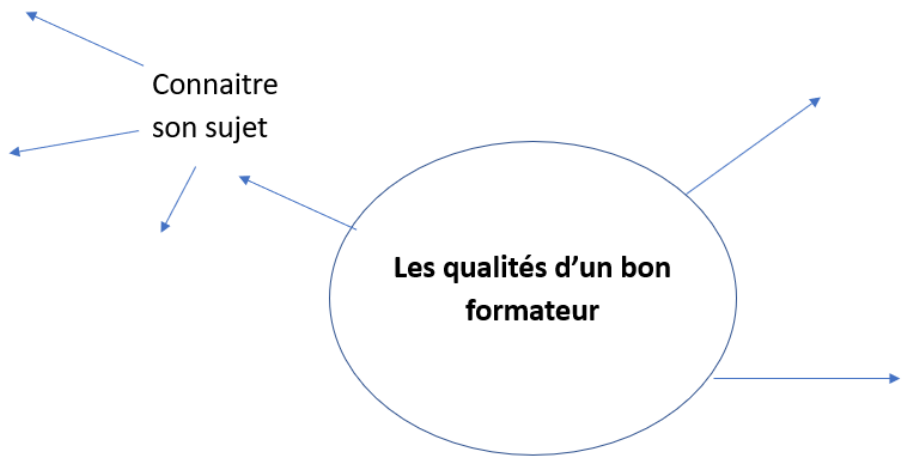 Connaitre
son sujet
Les qualités d’un bon
formateur